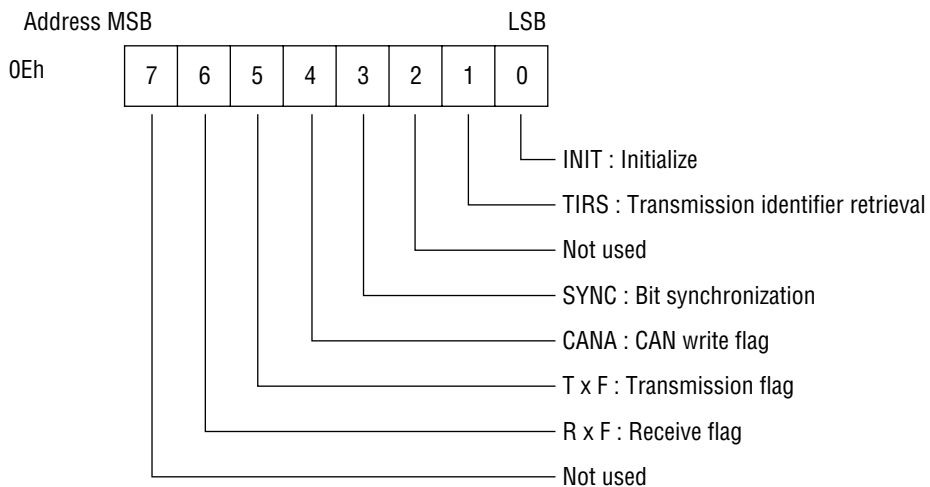 Address MSB LSB
0Eh 7 6 5 4 3 2 1 0
INIT : Initialize
TIRS : Transmission identifier retrieval
Not used
SYNC : Bit synchronization
CANA : CAN write flag
T x F : Transmission flag
R x F : Receive flag
Not used